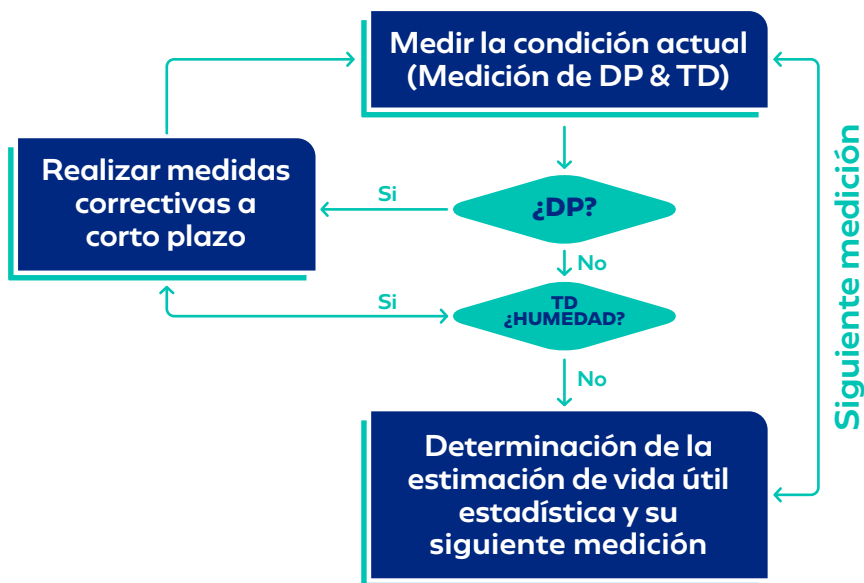 Medir la condición actual
(Medición de DP & TD)
Realizar medidas
correctivas a
corto plazo
Si
¿DP?
No
Si
TD
¿HUMEDAD?
No
Determinación de la
estimación de vida útil
estadística y su
siguiente medición
Siguiente medición